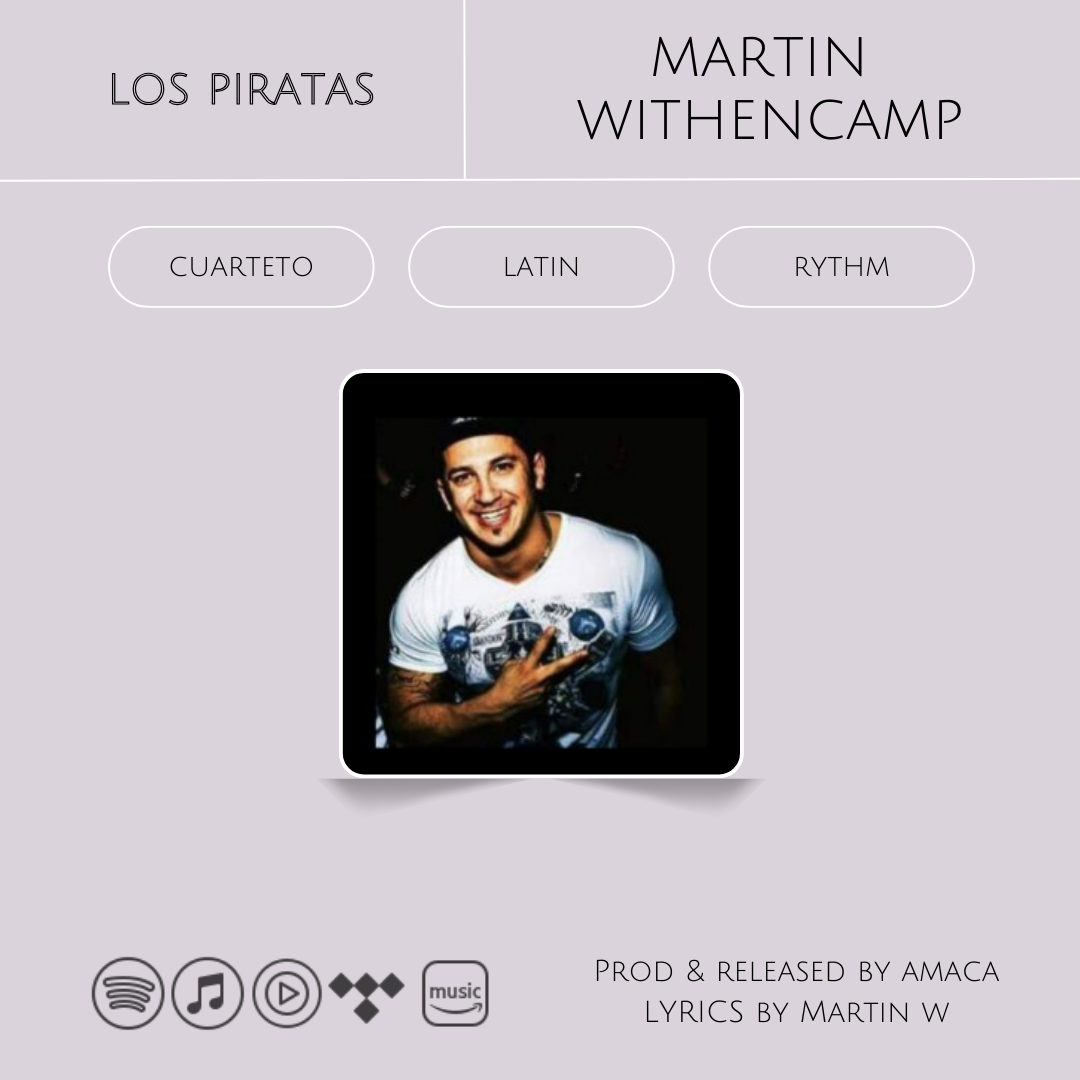 LOS PIRATAS
MARTIN
WITHENCAMP
CUARTETO
LATIN
RYTHM
PROD & RELEASED BY AMACA
LYRICS BY MARTIN W
music